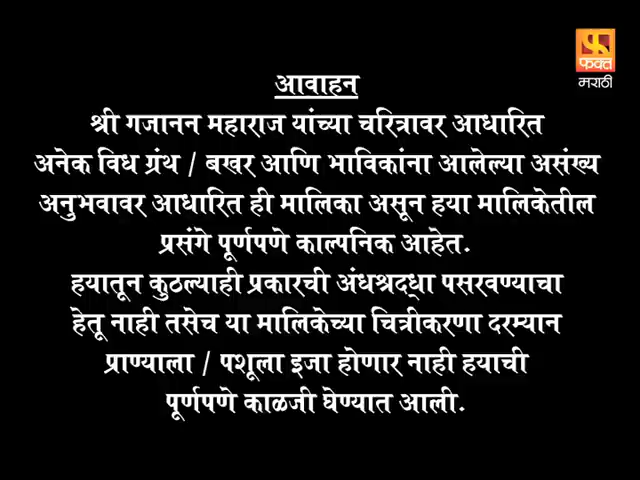 फक्त
मराठी
आवाहन
श्री गजानन महाराज यांच्या चरित्रावर आधारित
अनेक विध ग्रंथ / बखर आणि भाविकांना आलेल्या असंख्य
अनुभवावर आधारित ही मालिका असून हया मालिकेतील
प्रसंगे पूर्णपणे काल्पनिक आहेत.
हयातून कुठल्याही प्रकारची अंधश्रद्धा पसरवण्याचा
हेतू नाही तसेच या मालिकेच्या चित्रीकरणा दरम्यान
प्राण्याला / पशूला इजा होणार नाही हयाची
पूर्णपणे काळजी घेण्यात आली.